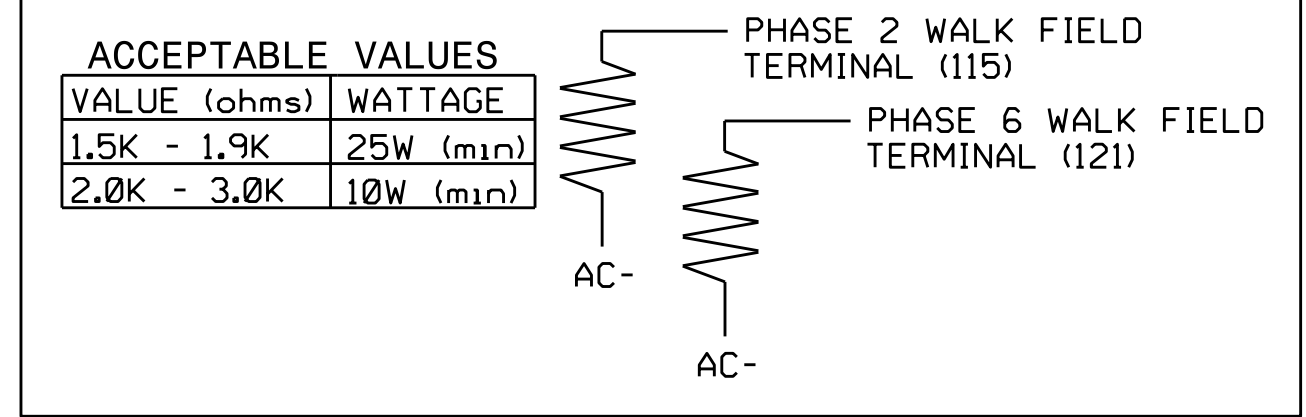 ACCEPTABLE VALUES
VALUE (ohms) WATTAGE
1.5K - 1.9K 25W (min)
2.0K - 3.0K 10W (min)
PHASE 2 WALK FIELD
TERMINAL (115)
PHASE 6 WALK FIELD
TERMINAL (121)
AC-
AC-